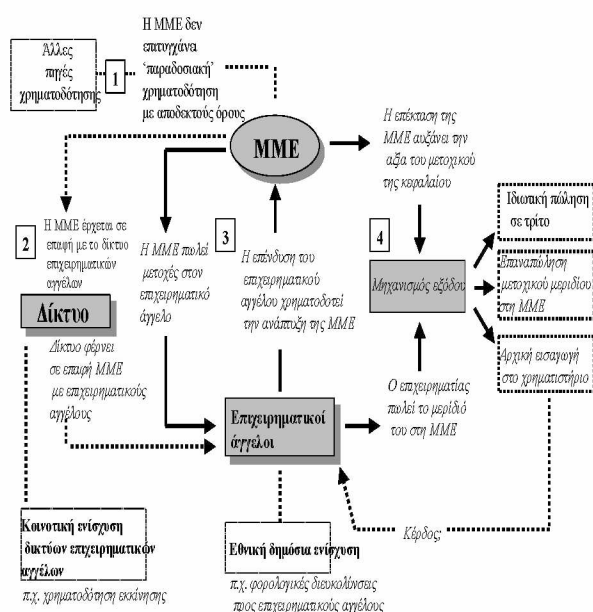 Άλλες
πηγές
χρηματοδότησης
1
Η ΜΜΕ δεν
επιτυγχάνει
‘παραδοσιακή’
χρηματοδότηση
με αποδεκτούς όρους
ΜΜΕ
Η επέκταση της
ΜΜΕ αυξάνει την
αξία του μετοχικού
της κεφαλαίου
2
Η ΜΜΕ έρχεται σε
επαφή με το δίκτυο
επιχειρηματικών
αγγέλων
Δίκτυο
Δίκτυο φέρνει
σε επαφή ΜΜΕ
με επιχειρηματικούς
αγγέλους
Η ΜΜΕ πωλεί
μετοχές στον
επιχειρηματικό
άγγελο
3
Η επένδυση του
επιχειρηματικού
αγγέλου χρηματοδοτεί
την ανάπτυξη της ΜΜΕ
4
Μηχανισμός εξόδου
Ιδιωτική πώληση
σε τρίτο
Επαναπώληση
μετοχικού μεριδίου
στη ΜΜΕ
Αρχική εισαγωγή
στο χρηματιστήριο
Ο επιχειρηματίας
πωλεί το μερίδιό
του στη ΜΜΕ
Επιχειρηματικοί
άγγελοι
Κέρδος;
Κοινοτική ενίσχυση
δικτύων επιχειρηματικών
αγγέλων
π.χ. χρηματοδότηση εκκίνησης
Εθνική δημόσια ενίσχυση
π.χ. φορολογικές διευκολύνσεις
προς επιχειρηματικούς αγγέλους